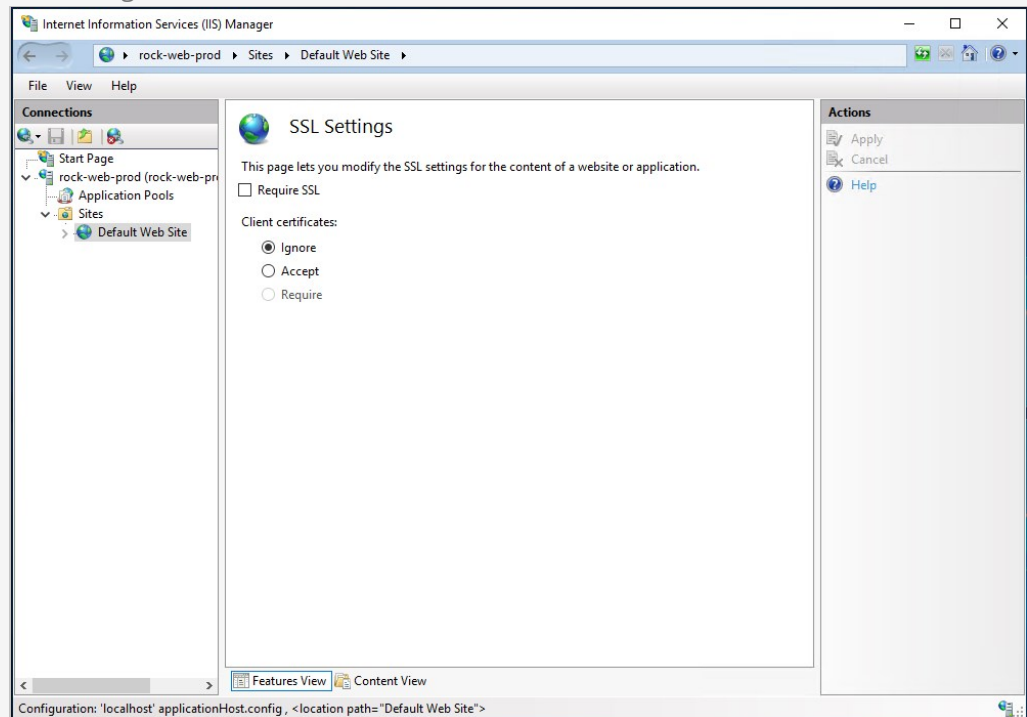 Internet Information Services (IIS) Manager
rock-web-prod Sites Default Web Site
File View Help
Connections
Start Page
rock-web-prod (rock-web-pr
Application Pools
Sites
Default Web Site
SSL Settings
This page lets you modify the SSL settings for the content of a website or application.
Require SSL
Client certificates:
Ignore
Accept
Require
Features View Content View
Actions
Apply
Cancel
Help
Configuration: 'localhost' applicationHost.config , <location path="Default Web Site">